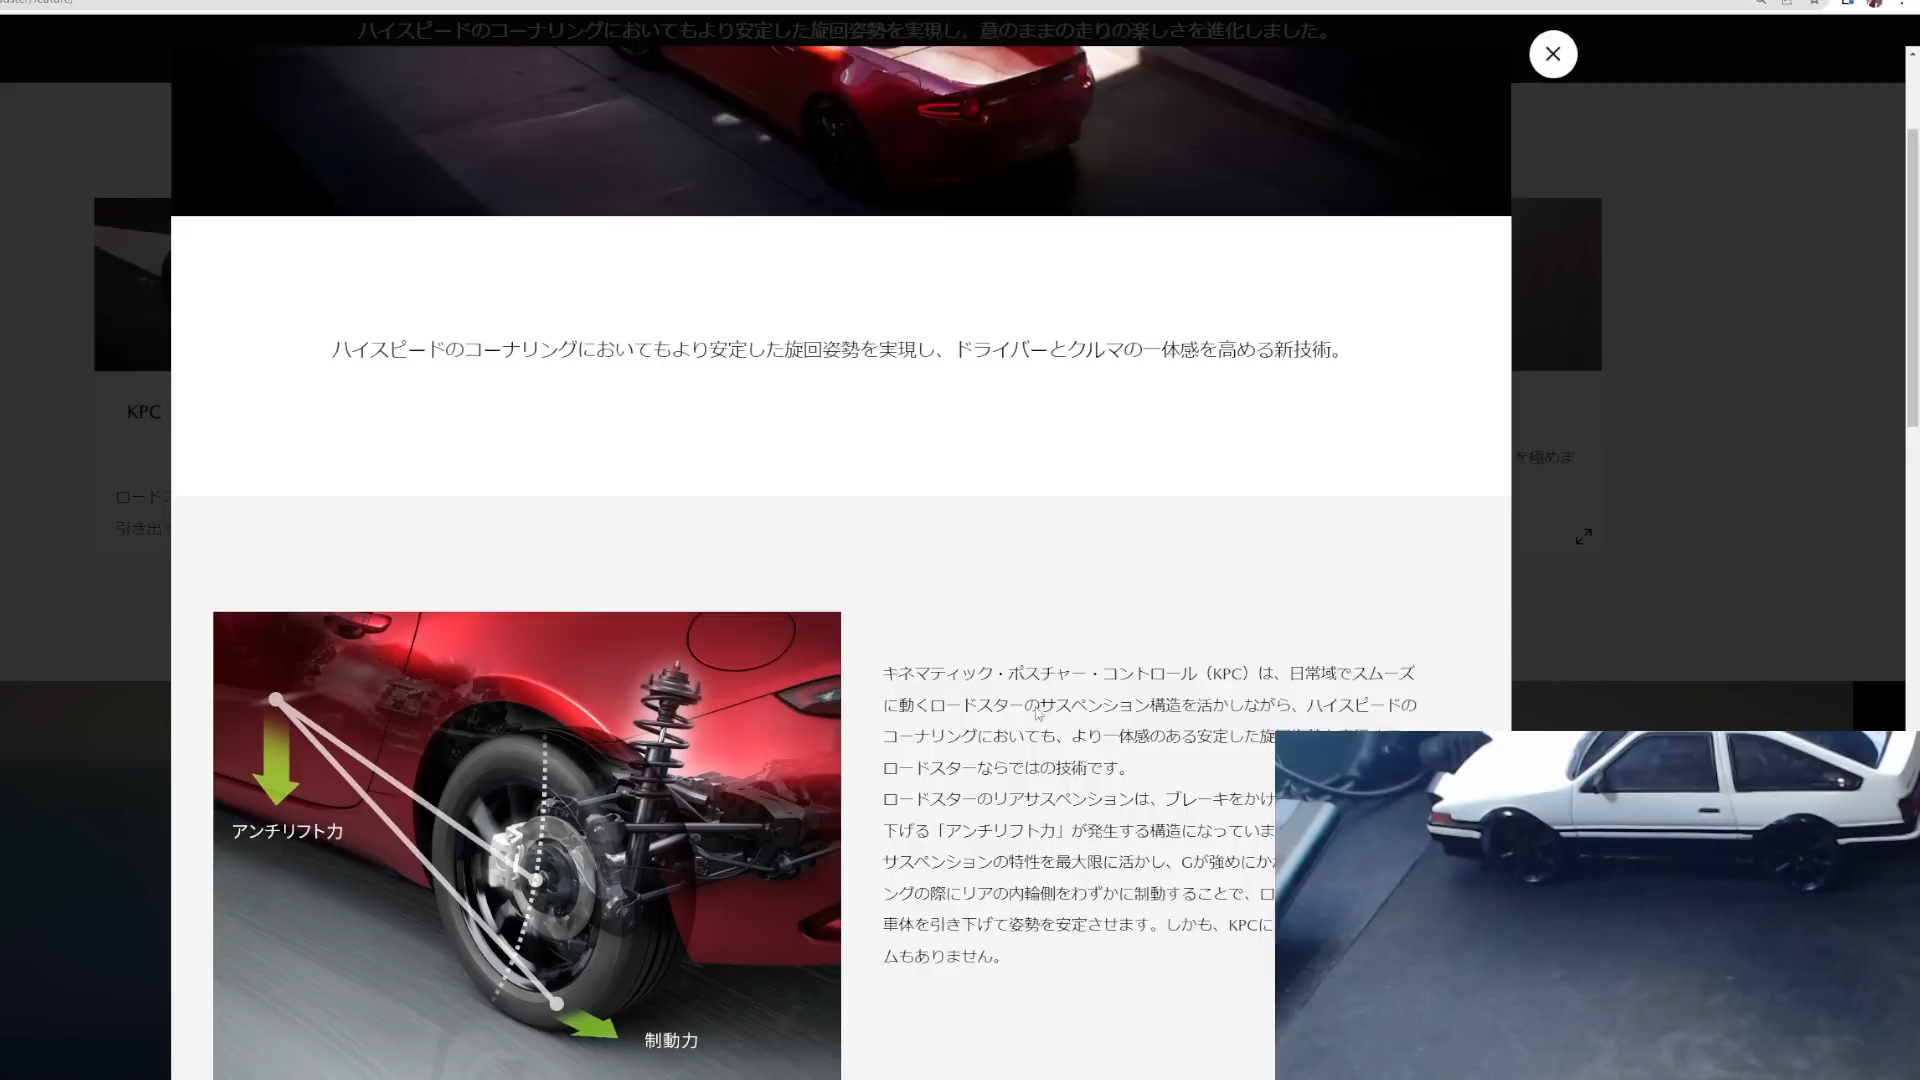 ハイスピードのコーナリングにおいてもより安定した旋回姿勢を実現し、意のままの走りの楽しさを進化しました。
ハイスピードのコーナリングにおいてもより安定した旋回姿勢を実現し、ドライバーとクルマの一体感を高める新技術。
KPC
を極めま
ロードス
引き出す
キネマティック・ポスチャー・コントロール（KPC）は、日常域でスムーズ
に動くロードスターのサスペンション構造を活かしながら、ハイスピードの
コーナリングにおいても、より一体感のある安定した旋
ロードスターならではの技術です。
ロードスターのリアサスペンションは、ブレーキをかけ
下げる「アンチリフト力」が発生する構造になっていま
サスペンションの特性を最大限に活かし、Gが強めにか
ングの際にリアの内輪側をわずかに制動することで、ロ
車体を引き下げて姿勢を安定させます。しかも、KPCに
ムもありません。
アンチリフト力
制動力